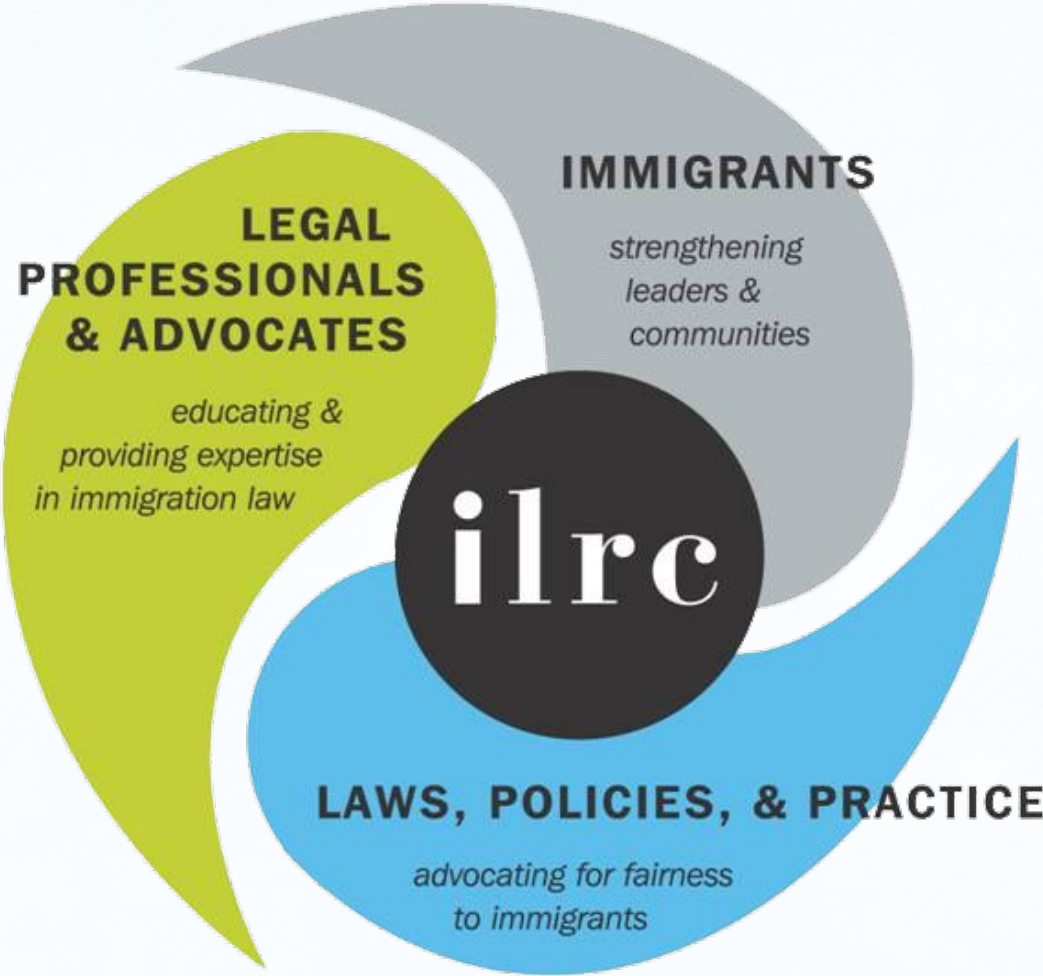 IMMIGRANTS
strengthening
leaders &
communities
LEGAL
PROFESSIONALS
& ADVOCATES
educating &
providing expertise
in immigration law
ilrc
LAWS, POLICIES, & PRACTICE
advocating for fairness
to immigrants